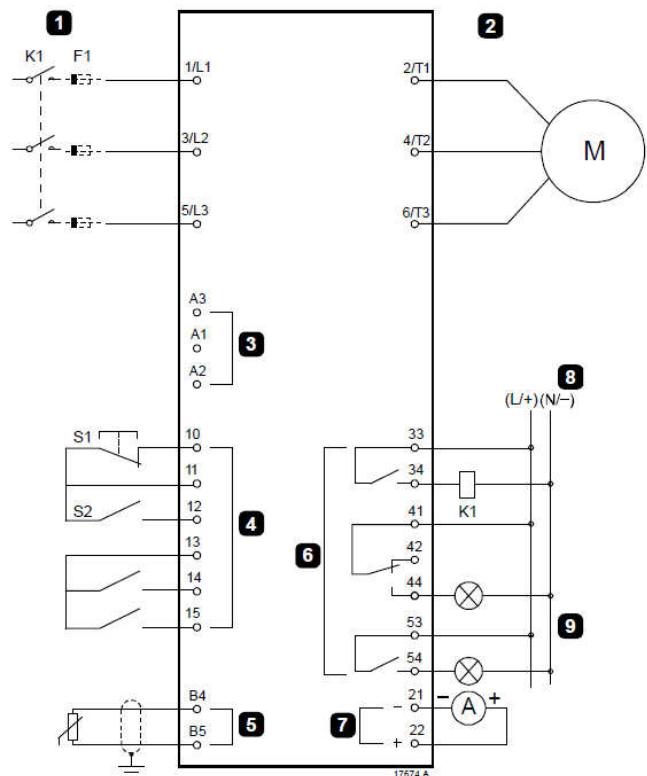 1
2
K1 F1
1/L1
2/T1
3/L2
4/T2
M
5/L3
6/T3
A3
A1
3
A2
8
(L/+)(N/−)
S1
10
33
11
34
K1
S2
12
4
41
13
6
42
14
44
15
53
9
54
B4
21
− A +
5
7
−
B5
22
+
17674.A